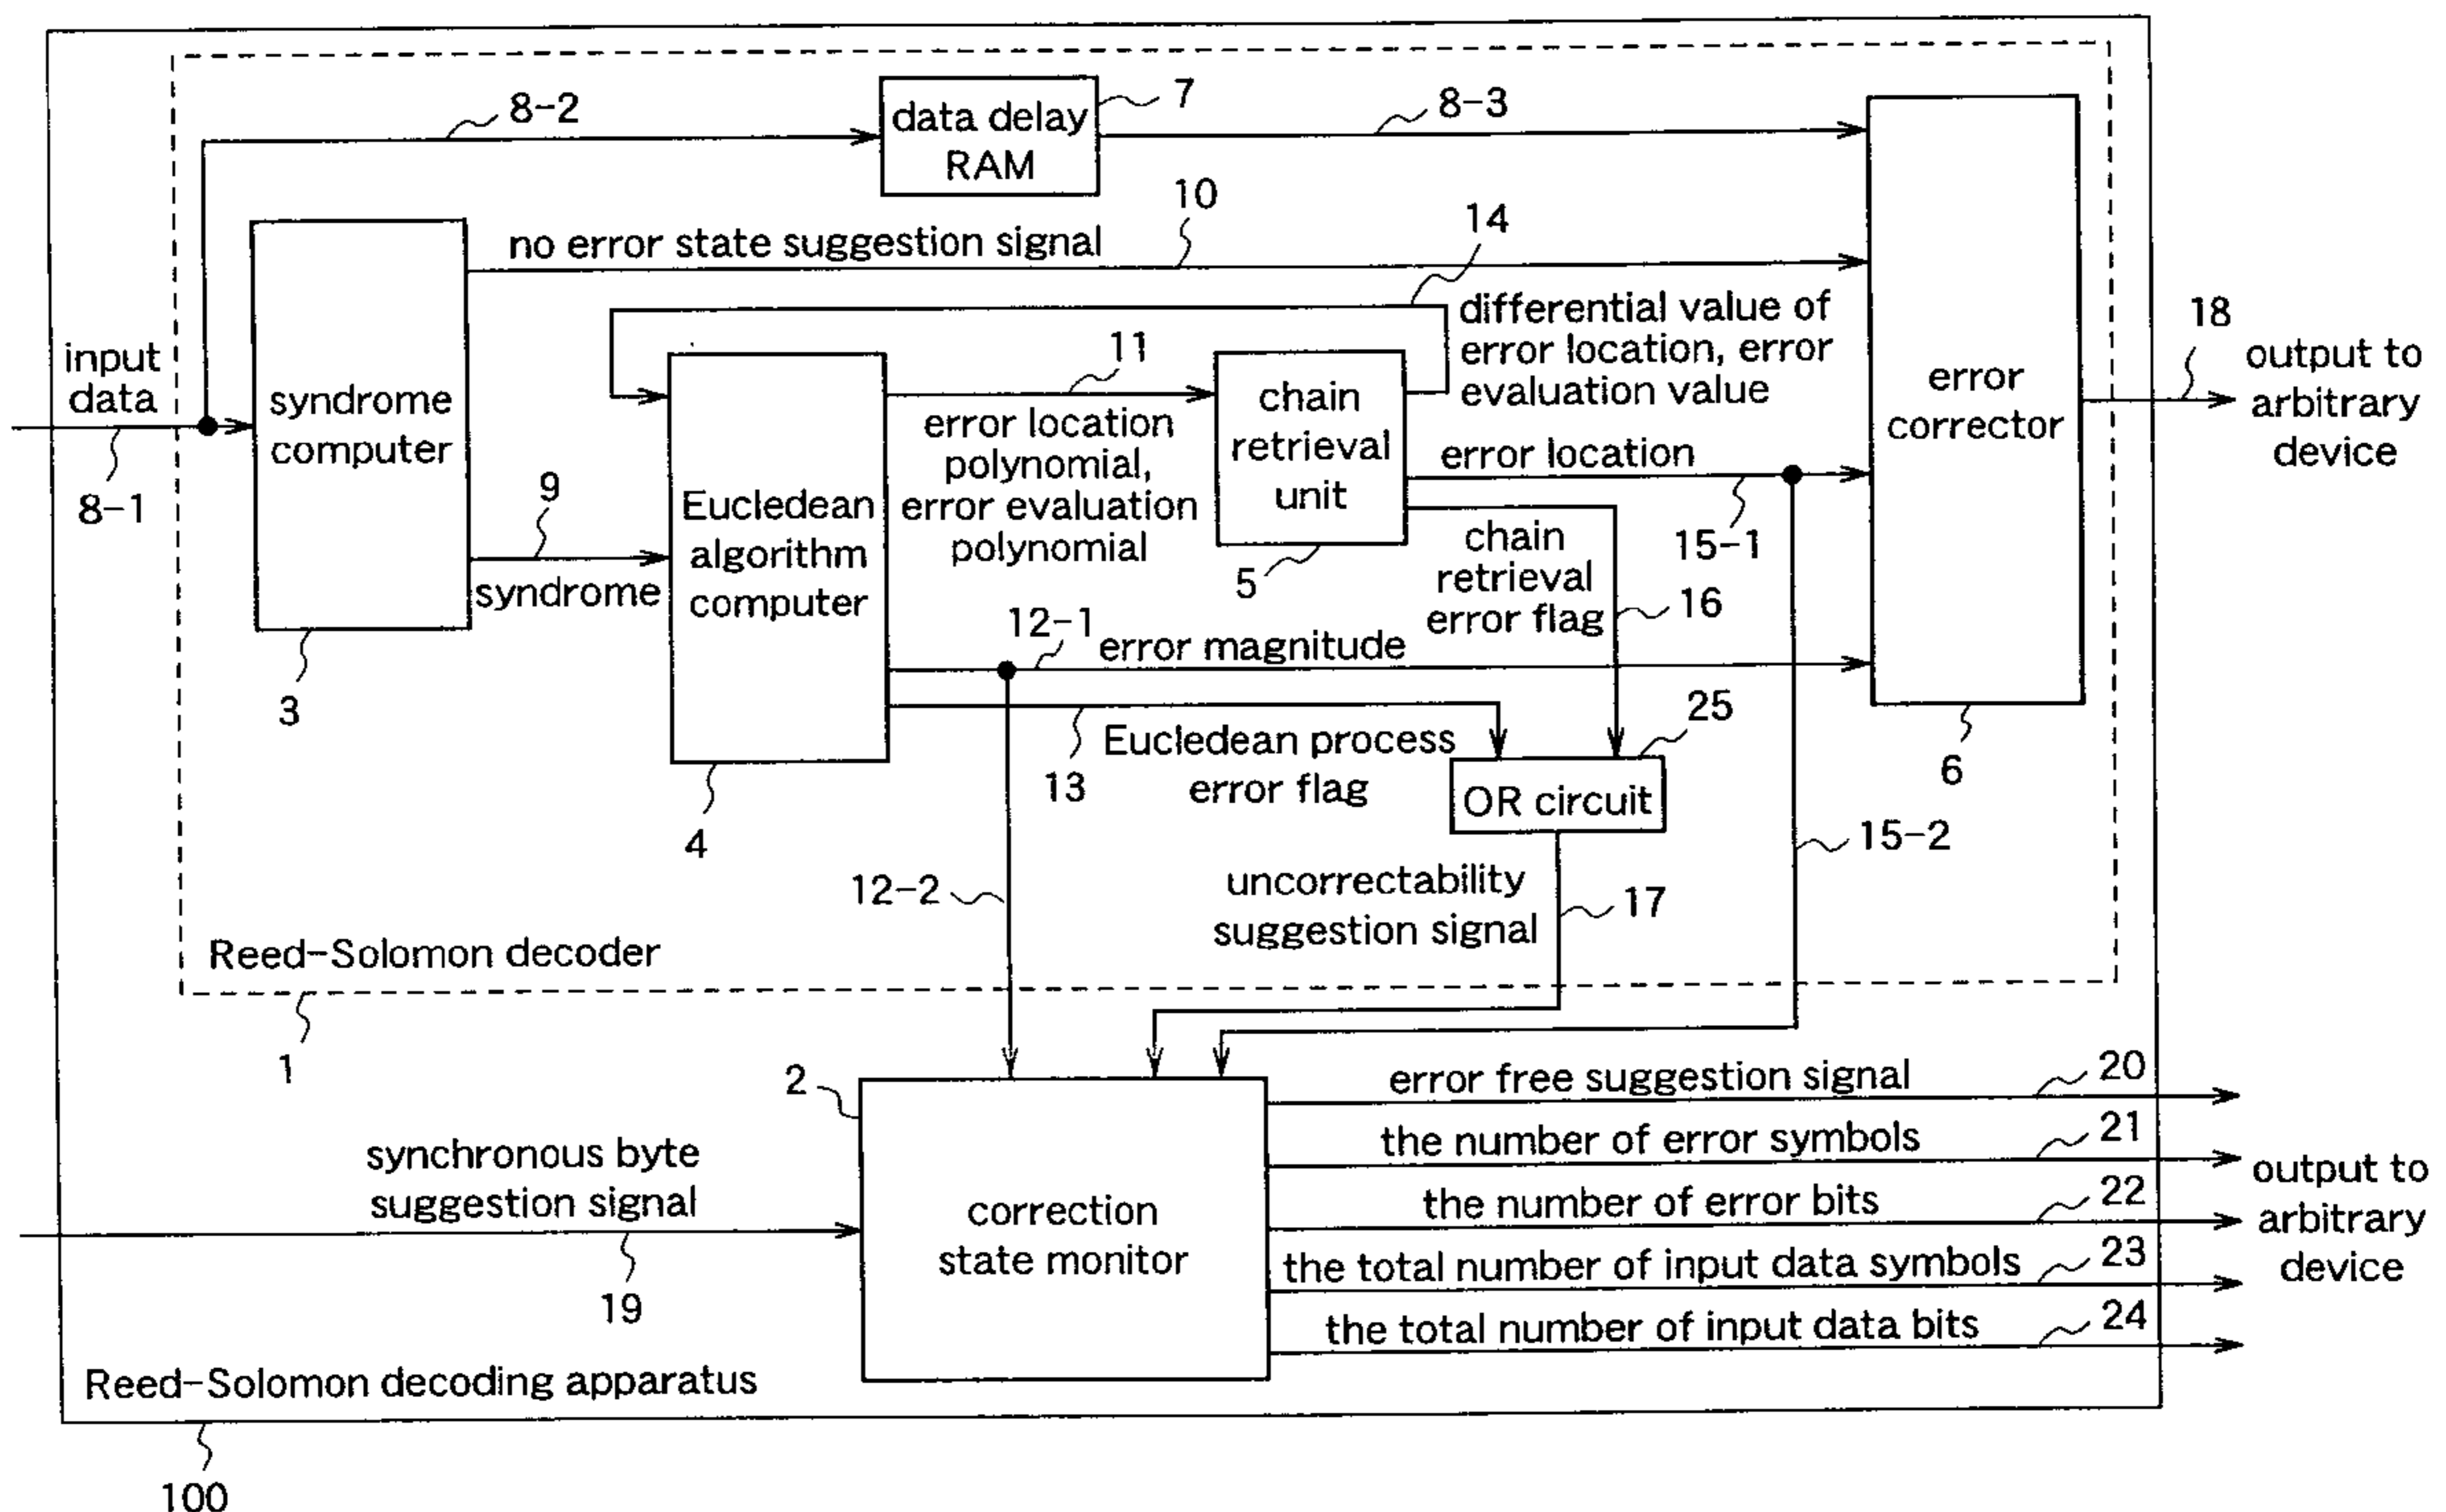 8-2
data delay
RAM
7
8-3
10
no error state suggestion signal
14
differential value of
error location, error
evaluation value
input
data
8-1
syndrome
computer
3
9
syndrome
Eucledean
algorithm
computer
4
11
error location
polynomial,
error evaluation
polynomial
chain
retrieval
unit
5
error location
15-1
chain
retrieval
error flag
16
12-1
error magnitude
error
corrector
6
18
output to
arbitrary
device
13
Eucledean process
error flag
25
OR circuit
12-2
uncorrectability
suggestion signal
17
15-2
Reed-Solomon decoder
1
2
synchronous byte
suggestion signal
19
correction
state monitor
error free suggestion signal
20
the number of error symbols
21
the number of error bits
22
the total number of input data symbols
23
the total number of input data bits
24
output to
arbitrary
device
Reed-Solomon decoding apparatus
100